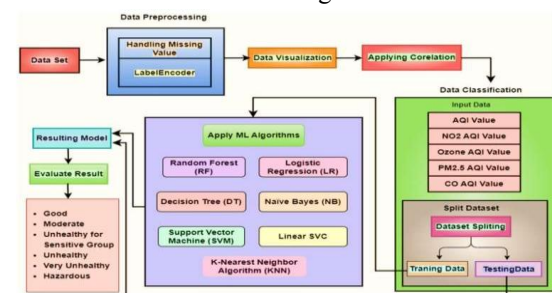 Data Preprocessing
Data Set
Handling Missing
Value
LabelEncoder
Data Visualization
Applying Corelation
Data Classification
Input Data
AQI Value
NO2 AQI Value
Ozone AQI Value
PM2.5 AQI Value
CO AQI Value
Split Dataset
Dataset Spliting
Traning Data
TestingData
Apply ML Algorithms
Random Forest
(RF)
Logistic
Regression (LR)
Decision Tree (DT)
Naive Bayes (NB)
Support Vector
Machine (SVM)
Linear SVC
K-Nearest Neighbor
Algorithm (KNN)
Resulting Model
Evaluate Result
• Good
• Moderate
• Unhealthy for
Sensitive Group
• Unhealthy
• Very Unhealthy
• Hazardous